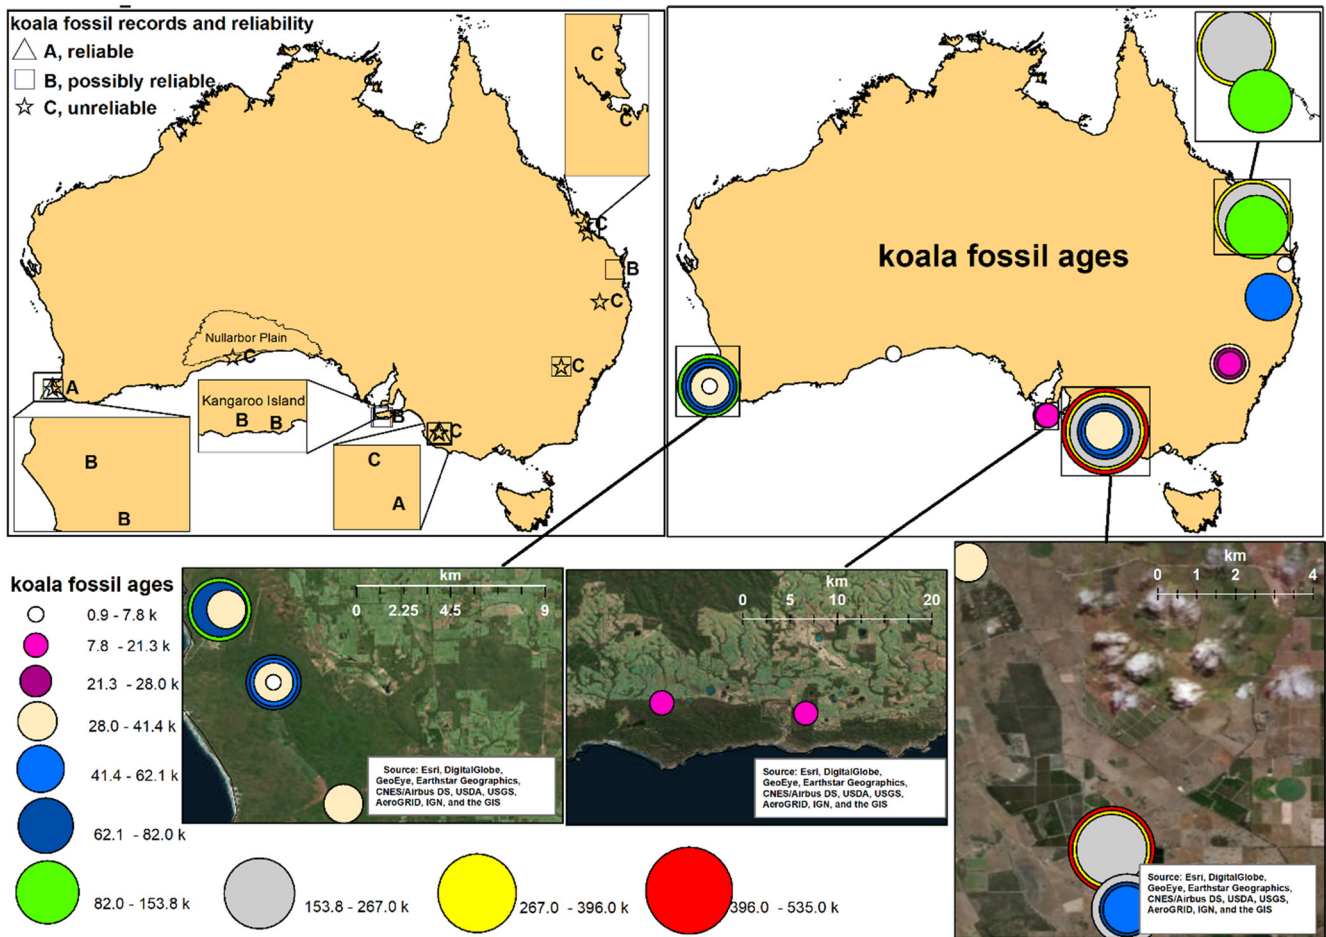 koala fossil records and reliability
A, reliable
B, possibly reliable
C, unreliable
C
C
C
B
C
Nullarbor Plain
C
C
A
Kangaroo Island
B B
B
C
C
A
B
B
koala fossil ages
koala fossil ages
0.9 - 7.8 k
7.8 - 21.3 k
21.3 - 28.0 k
28.0 - 41.4 k
41.4 - 62.1 k
62.1 - 82.0 k
82.0 - 153.8 k
153.8 - 267.0 k
267.0 - 396.0 k
396.0 - 535.0 k
km
0 2.25 4.5 9
Source: Esri, DigitalGlobe,
GeoEye, Earthstar Geographics,
CNES/Airbus DS, USDA, USGS,
AeroGRID, IGN, and the GIS
km
0 5 10 20
Source: Esri, DigitalGlobe,
GeoEye, Earthstar Geographics,
CNES/Airbus DS, USDA, USGS,
AeroGRID, IGN, and the GIS
km
0 1 2 4
Source: Esri, DigitalGlobe,
GeoEye, Earthstar Geographics,
CNES/Airbus DS, USDA, USGS,
AeroGRID, IGN, and the GIS